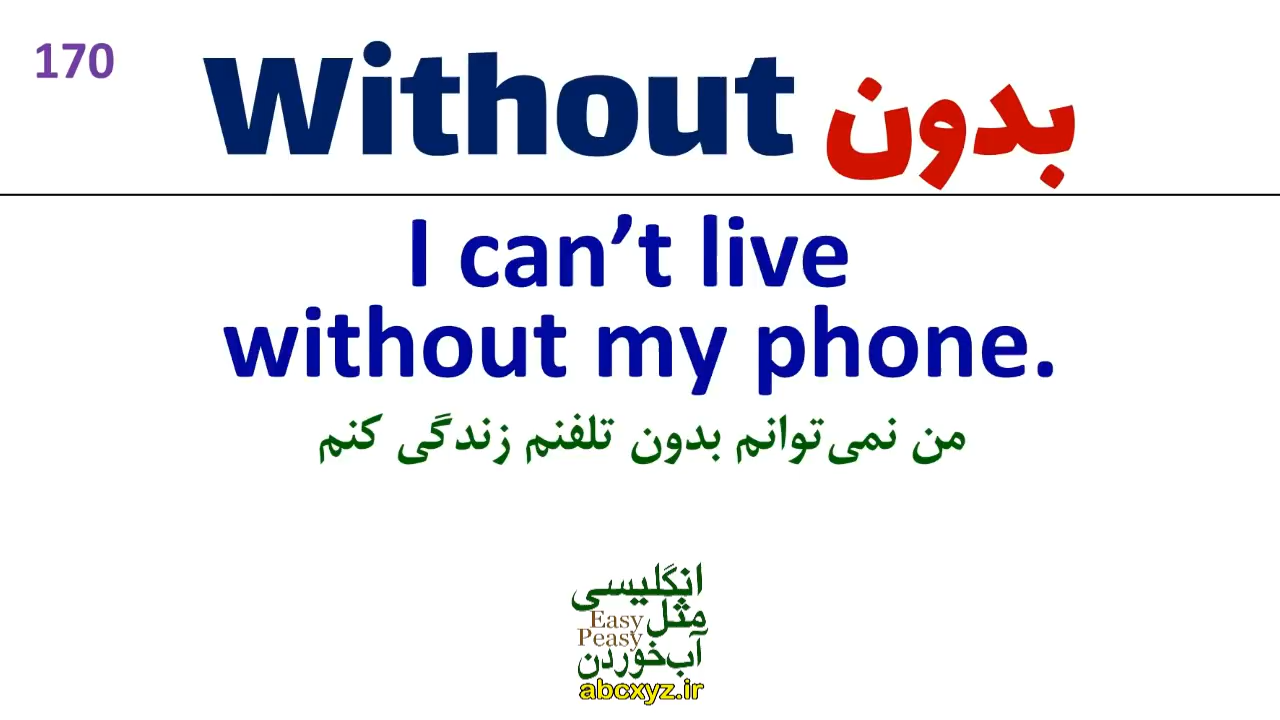 170
Without بدون
I can’t live
without my phone.
من نمی‌توانم بدون تلفنم زندگی کنم
انگلیسی
مثل
Easy
Peasy
آب‌خوردن
abcxyz.ir